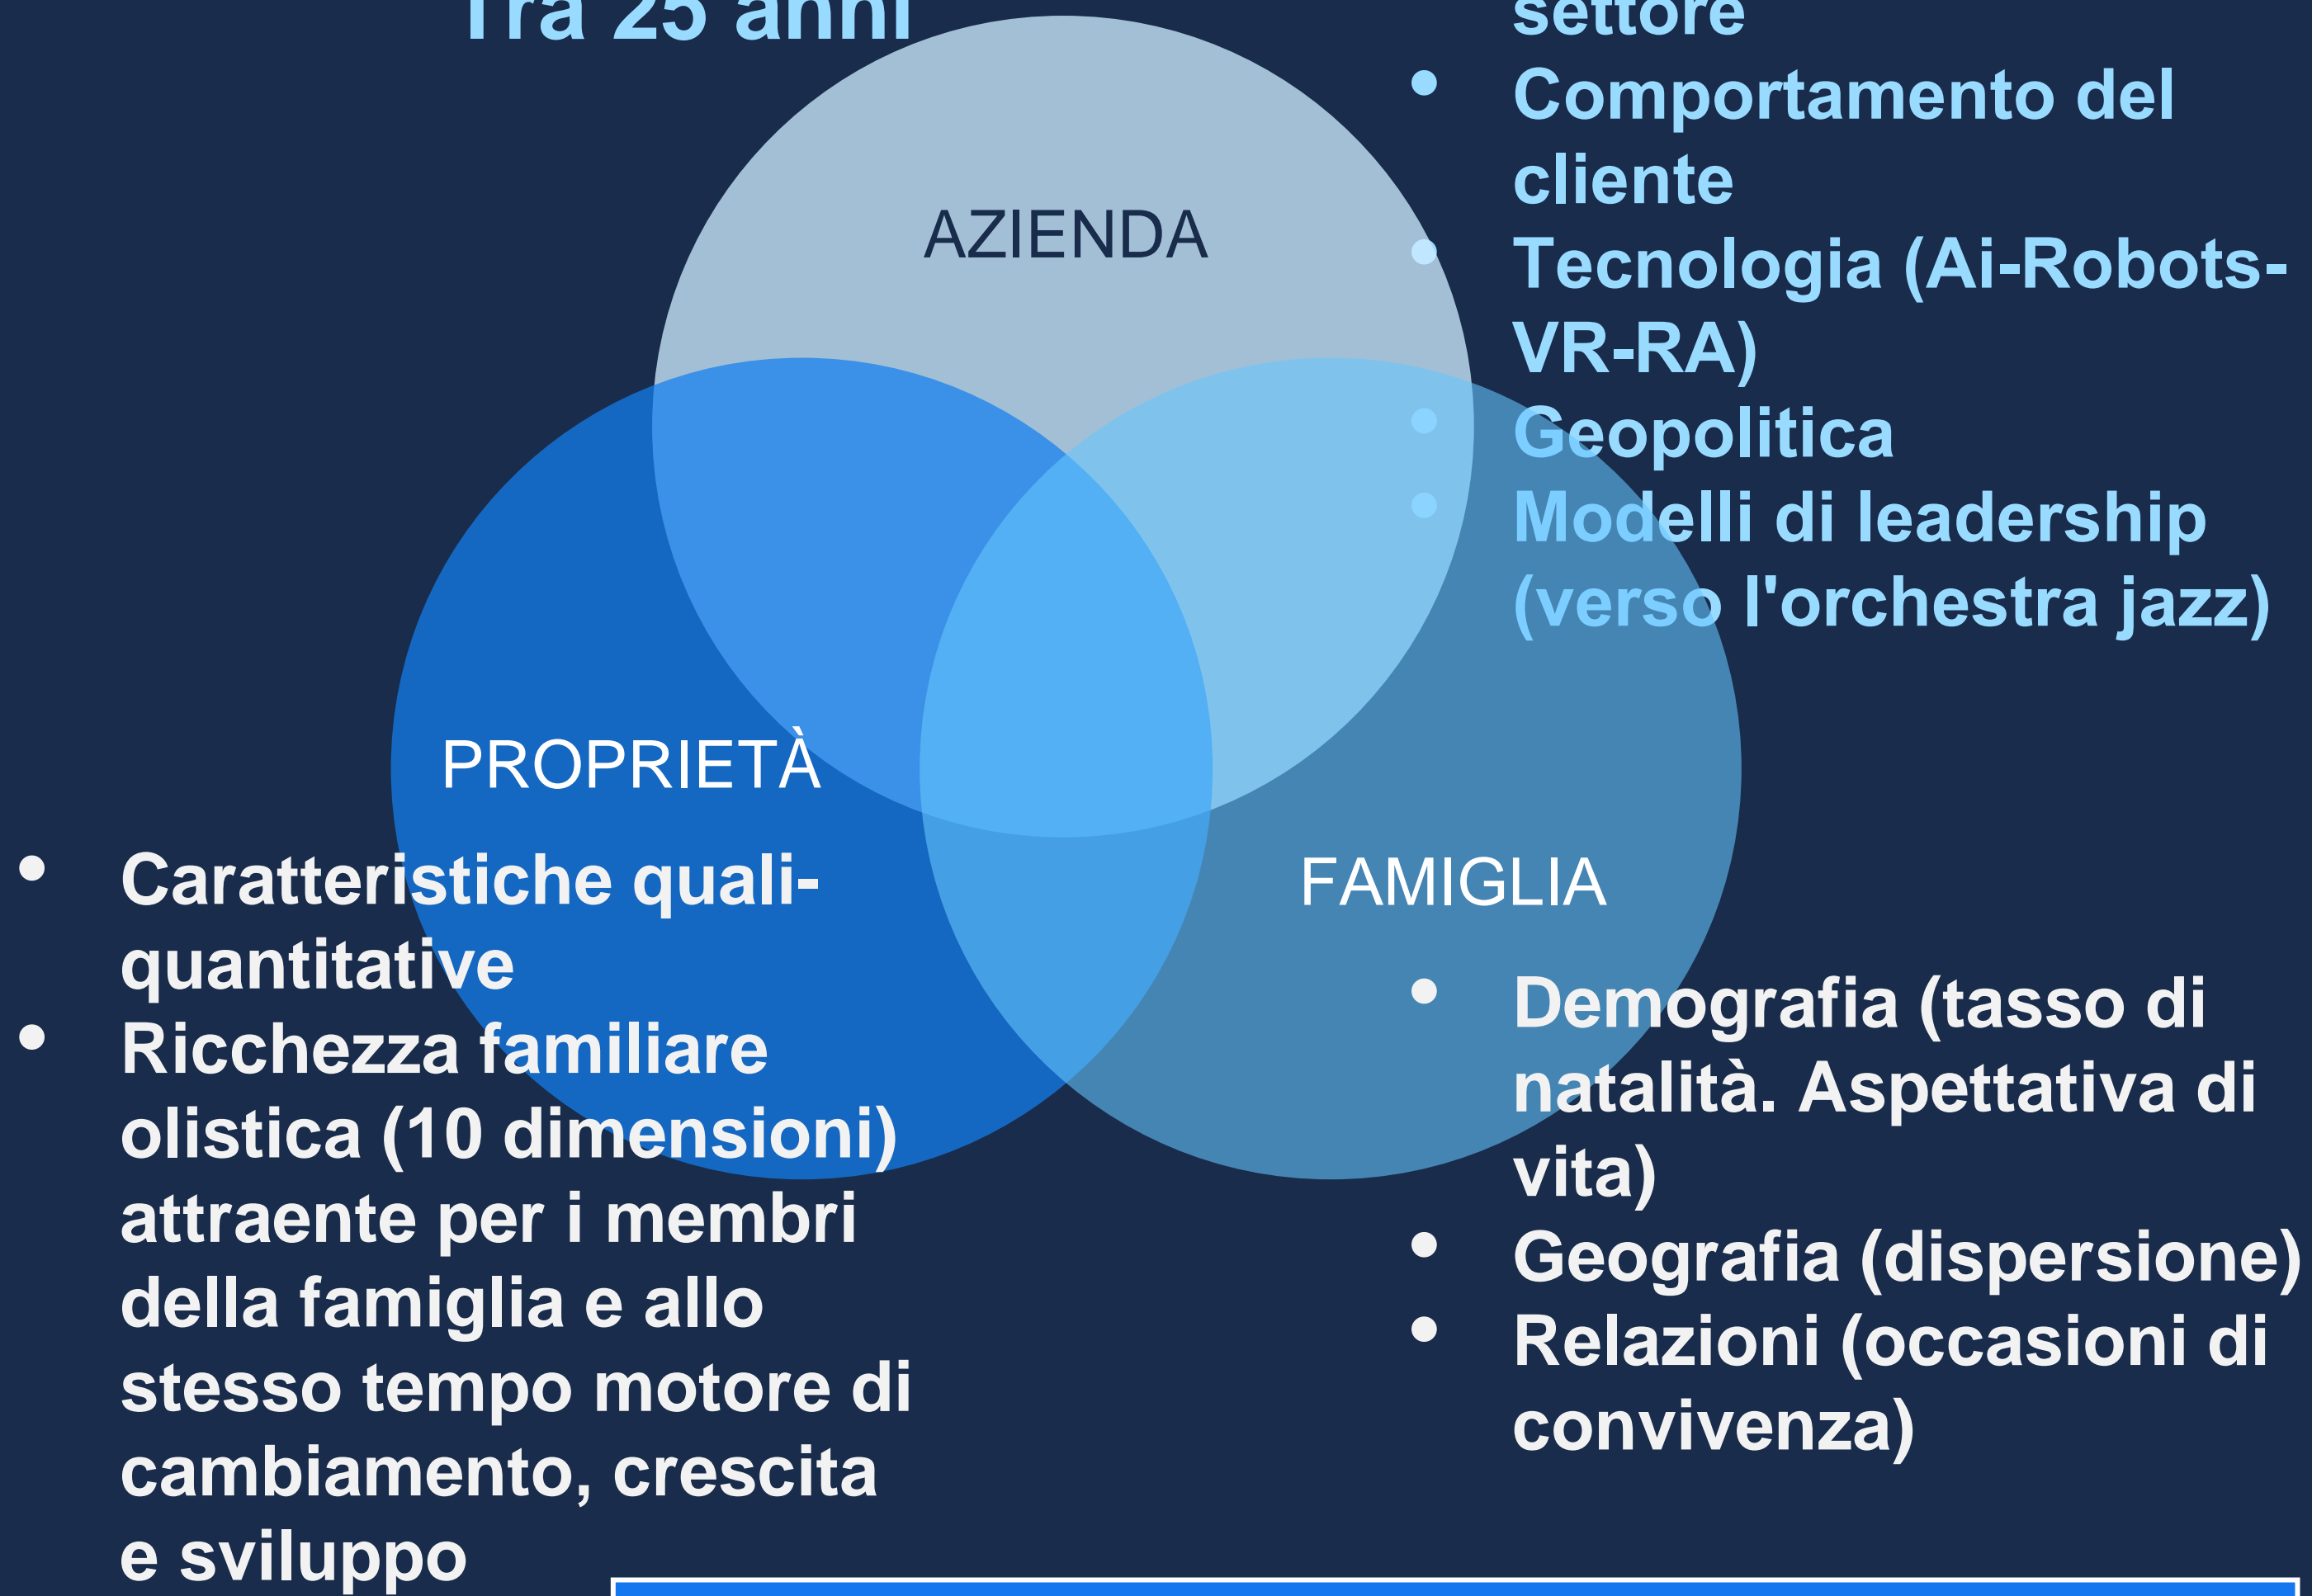 Tra 25 anni
settore
• Comportamento del
cliente
• Tecnologia (Ai-Robots-
VR-RA)
• Geopolitica
• Modelli di leadership
(verso l'orchestra jazz)
AZIENDA
PROPRIETÀ
• Caratteristiche quali-
quantitative
• Ricchezza familiare
olistica (10 dimensioni)
attraente per i membri
della famiglia e allo
stesso tempo motore di
cambiamento, crescita
e sviluppo
FAMIGLIA
• Demografia (tasso di
natalità. Aspettativa di
vita)
• Geografia (dispersione)
• Relazioni (occasioni di
convivenza)